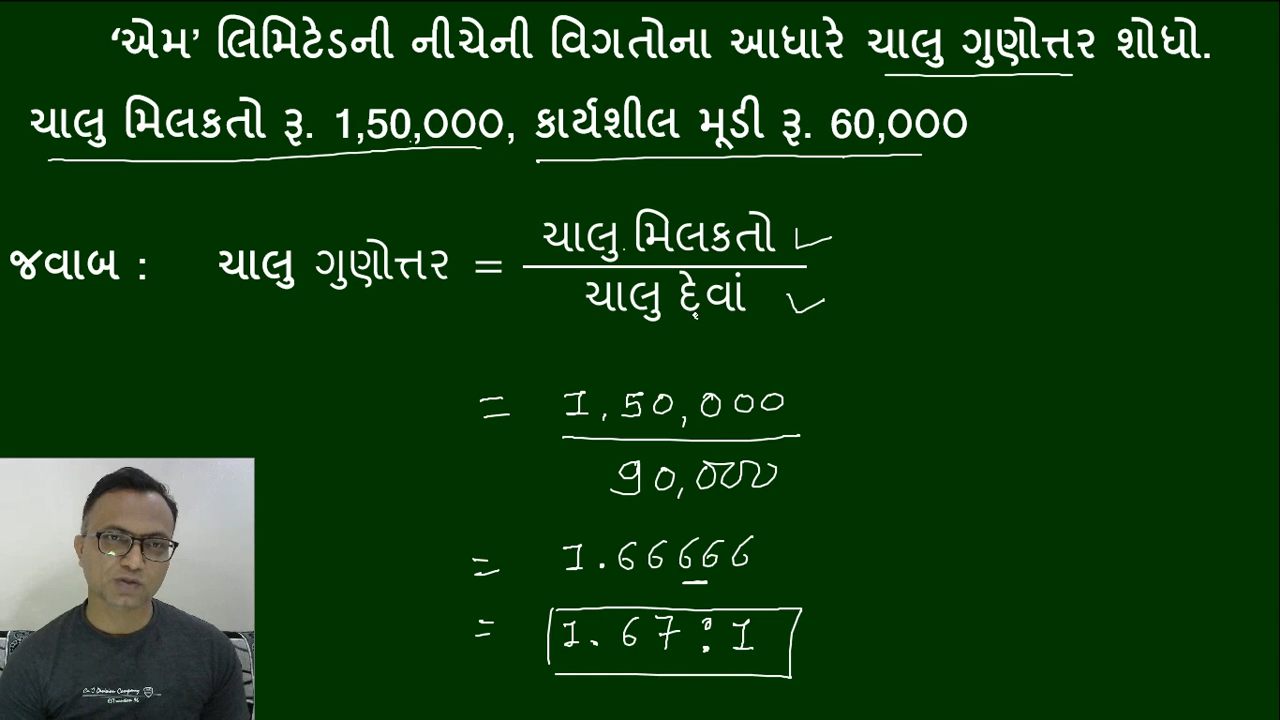 ‘એમ’ લિમિટેડની નીચેની વિગતોના આધારે ચાલુ ગુણોત્તર શોધો.
ચાલુ મિલકતો રૂ. 1,50,000, કાર્યશીલ મૂડી રૂ. 60,000
જવાબ : ચાલુ ગુણોત્તર = ચાલુ મિલકતો
ચાલુ દેવાં
= 1,50,000
90,000
= 1.66666
= 1.67:1